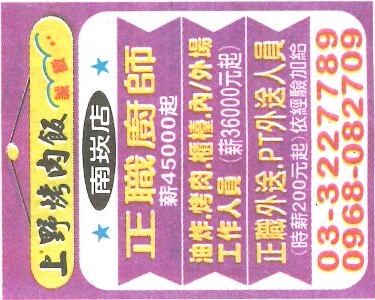 上野烤肉飯
誠徵
南崁店
正職廚師
薪45000起
油炸.烤肉.櫃檯.內/外場
工作人員(薪36000元起)
正職外送.PT外送人員
(時薪200元起)依經驗加給
03-3227789
0968-082709